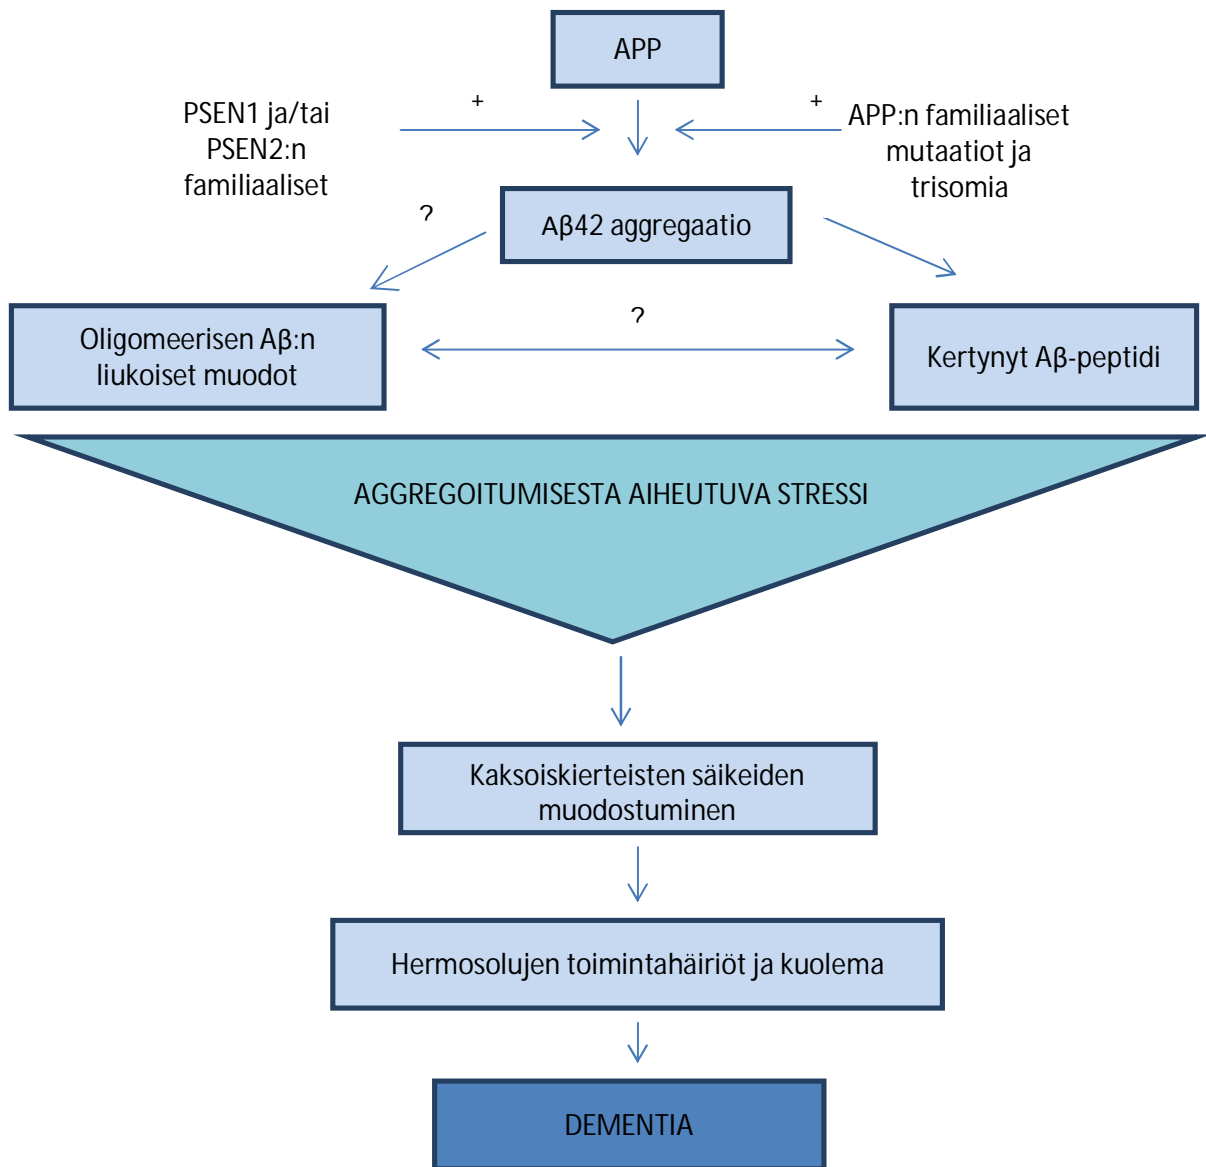 APP
+
+
PSEN1 ja/tai
PSEN2:n
familiaaliset
APP:n familiaaliset
mutaatiot ja
trisomia
?
Aβ42 aggregaatio
?
Oligomeerisen Aβ:n
liukoiset muodot
Kertynyt Aβ-peptidi
AGGREGOITUMISESTA AIHEUTUVA STRESSI
Kaksoiskierteisten säikeiden
muodostuminen
Hermosolujen toimintahäiriöt ja kuolema
DEMENTIA